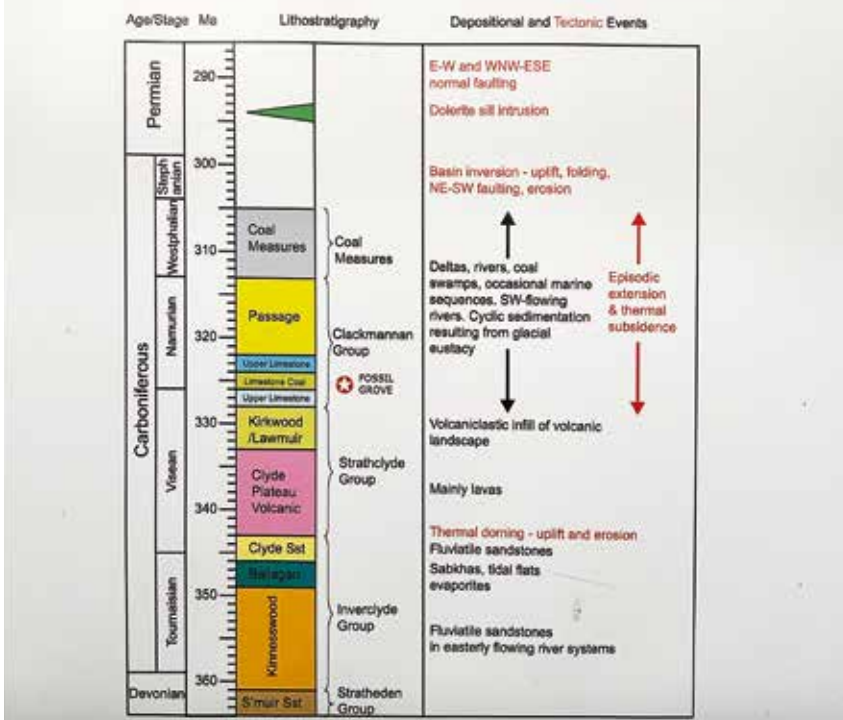 Age/Stage Ma Lithostratigraphy Depositional and Tectonic Events
Permian
290
E-W and WNW-ESE
normal faulting
Dolerite sill intrusion
Carboniferous
Steph
anian
300
Basin inversion - uplift, folding,
NE-SW faulting, erosion
Westphalian
310
Coal
Measures
Coal
Measures
Deltas, rivers, coal
swamps, occasional marine
sequences. SW-flowing
rivers. Cyclic sedimentation
resulting from glacial
eustacy
Episodic
extension
& thermal
subsidence
Namurian
320
Passage
Clackmannan
Group
Upper Limestone
Limestone Coal
FOSSIL
GROVE
Upper Limestone
Visean
330
Kirkwood
/Lawmuir
Volcaniclastic infill of volcanic
landscape
Strathclyde
Group
Clyde
Plateau
Volcanic
Mainly lavas
340
Thermal doming - uplift and erosion
Clyde Sst
Fluviatile sandstones
Ballagan
Sabkhas, tidal flats
evaporites
Tournaisian
350
Kinnesswood
Inverclyde
Group
Fluviatile sandstones
in easterly flowing river systems
360
Devonian
S'muir Sst
Stratheden
Group